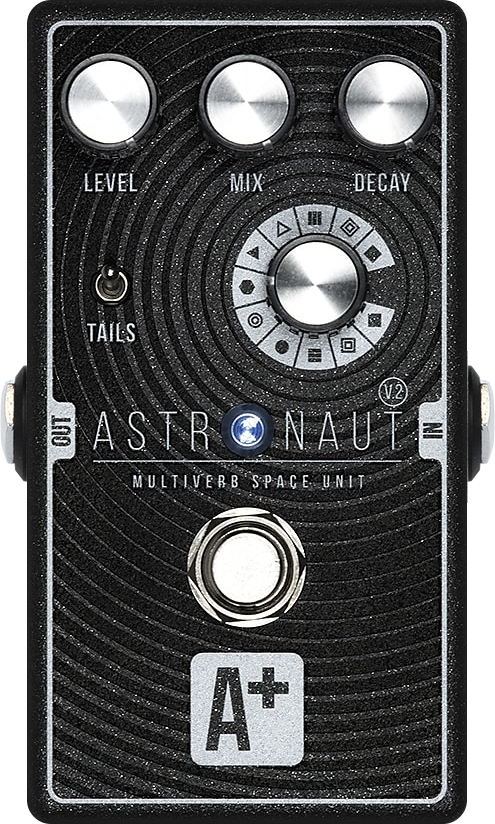 LEVEL MIX DECAY
TAILS
V.2
OUT ASTRONAUT IN
MULTIVERB SPACE UNIT
A+